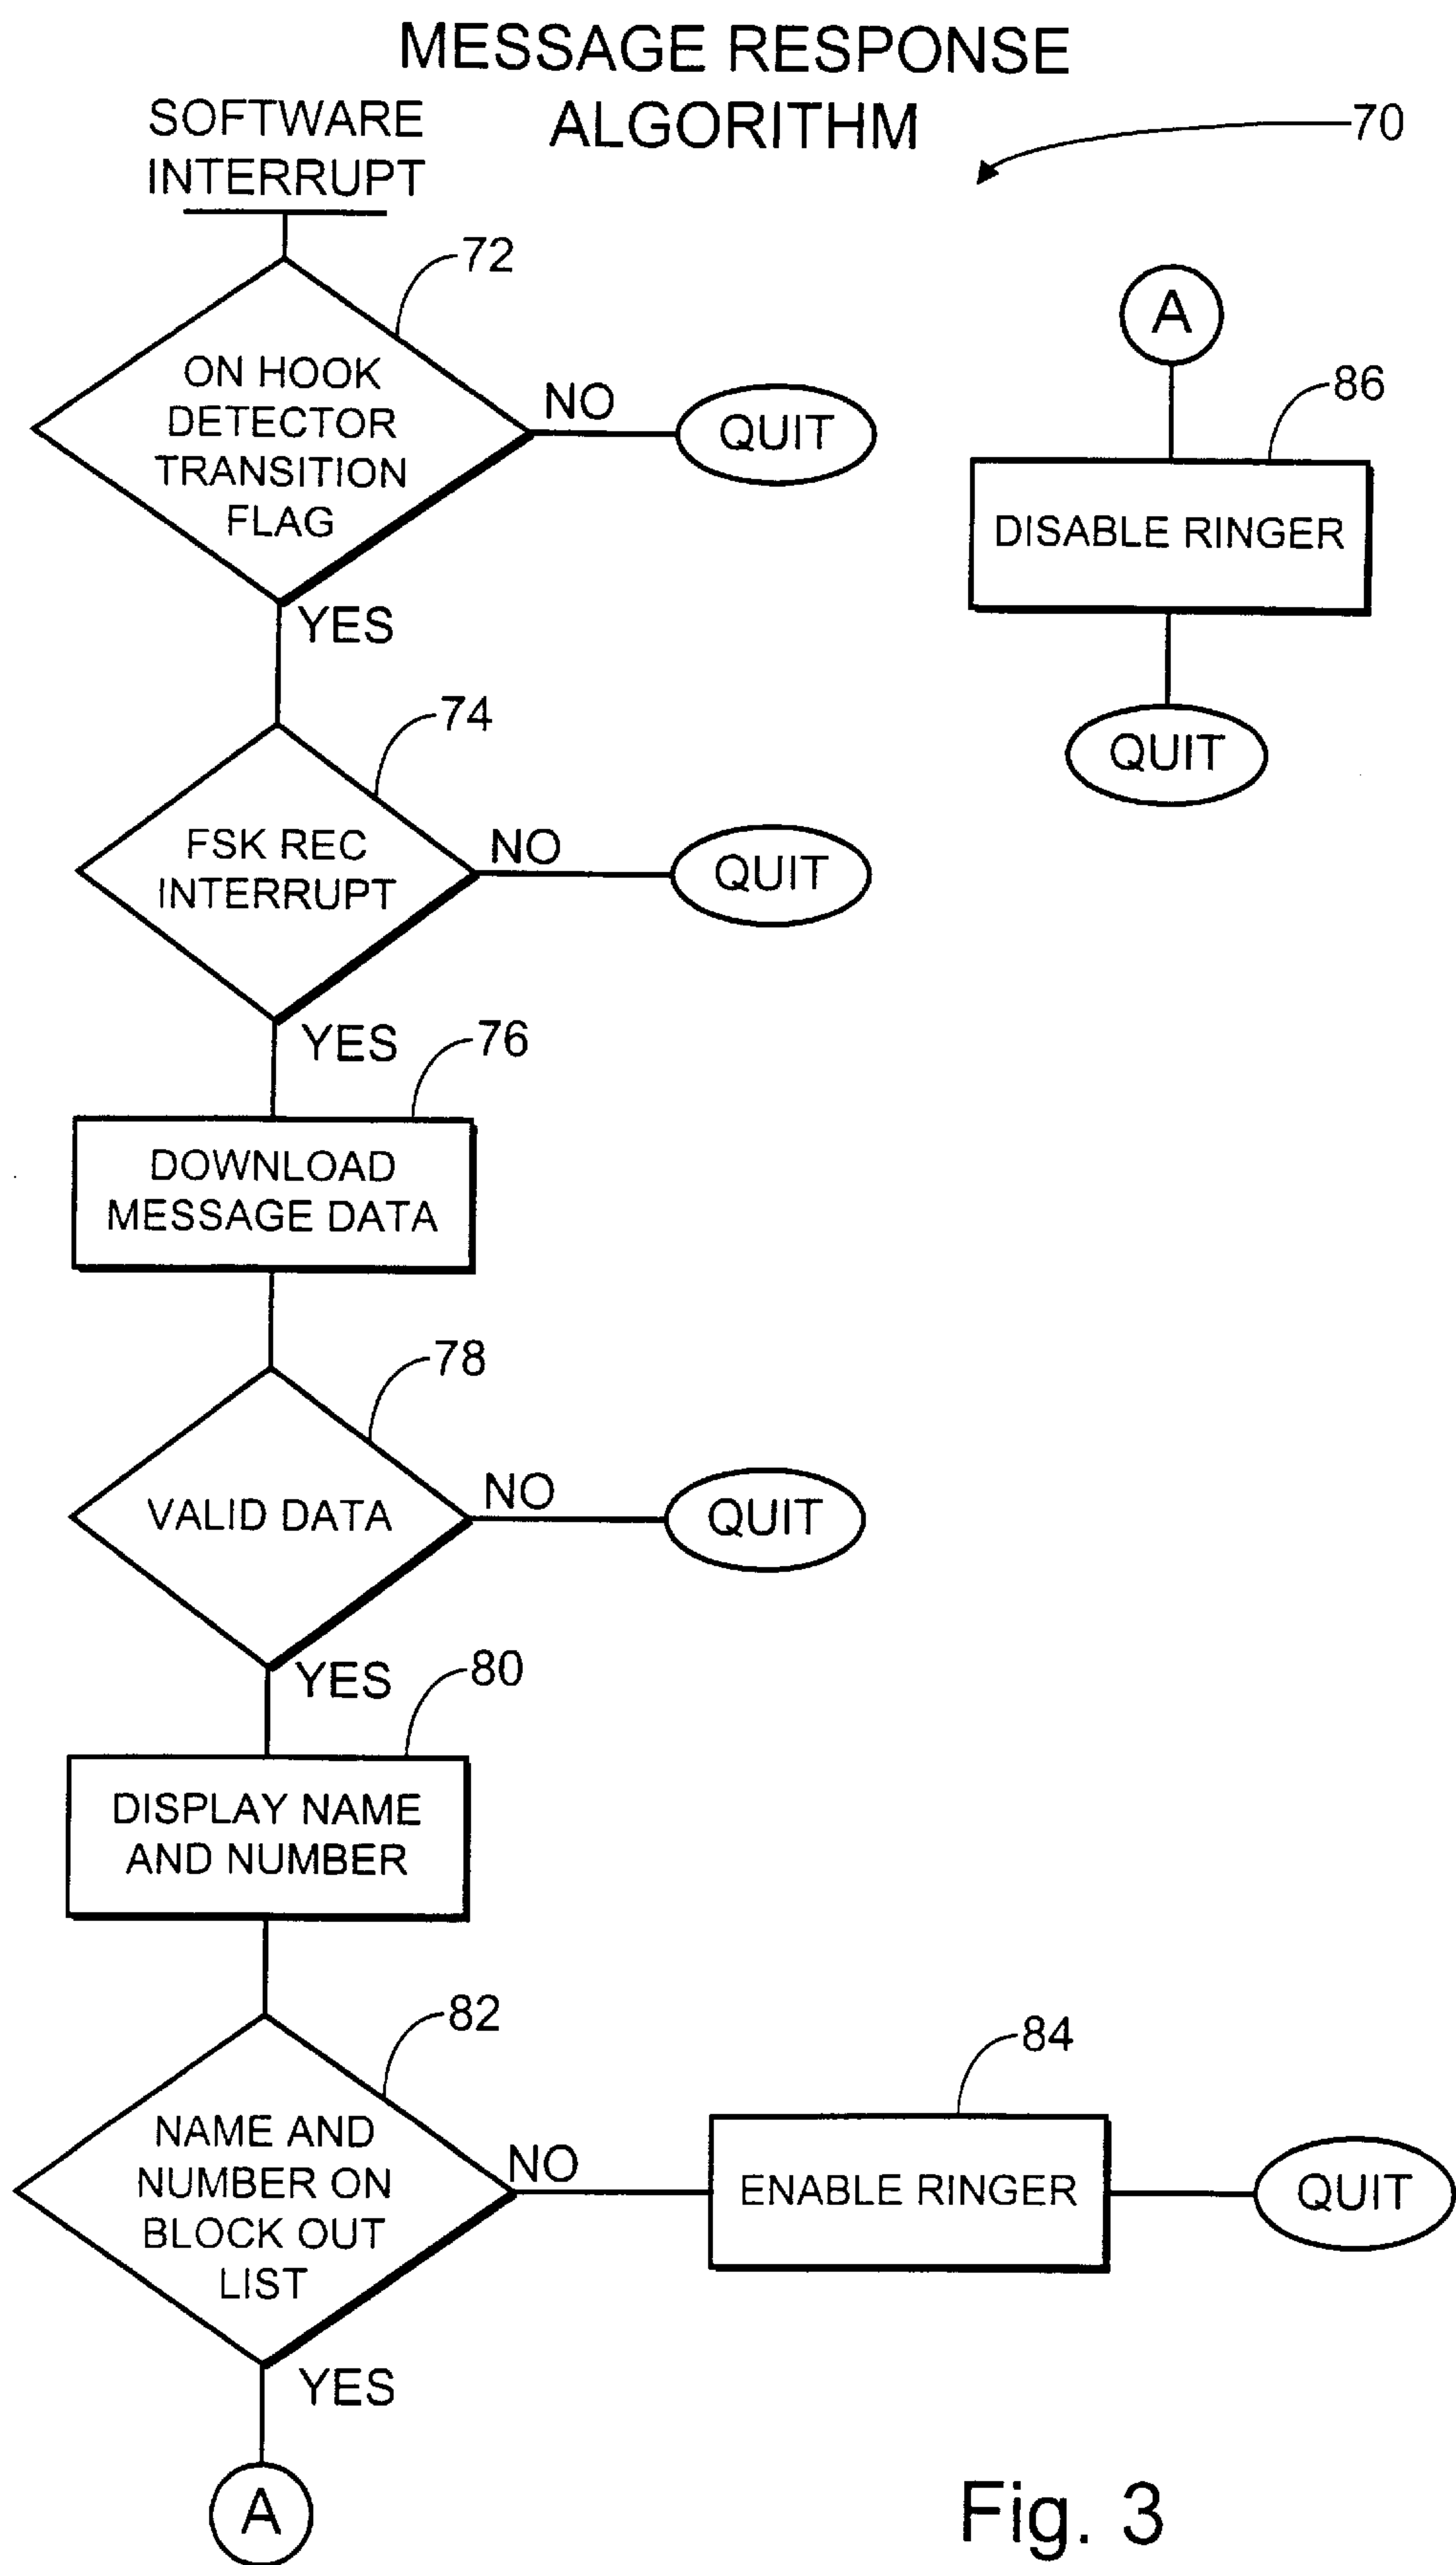 MESSAGE RESPONSE
ALGORITHM
70
SOFTWARE
INTERRUPT
72
ON HOOK
DETECTOR
TRANSITION
FLAG
NO
QUIT
YES
74
FSK REC
INTERRUPT
NO
QUIT
YES
76
DOWNLOAD
MESSAGE DATA
78
VALID DATA
NO
QUIT
YES
80
DISPLAY NAME
AND NUMBER
82
NAME AND
NUMBER ON
BLOCK OUT
LIST
NO
84
ENABLE RINGER
QUIT
YES
A
A
86
DISABLE RINGER
QUIT
Fig. 3